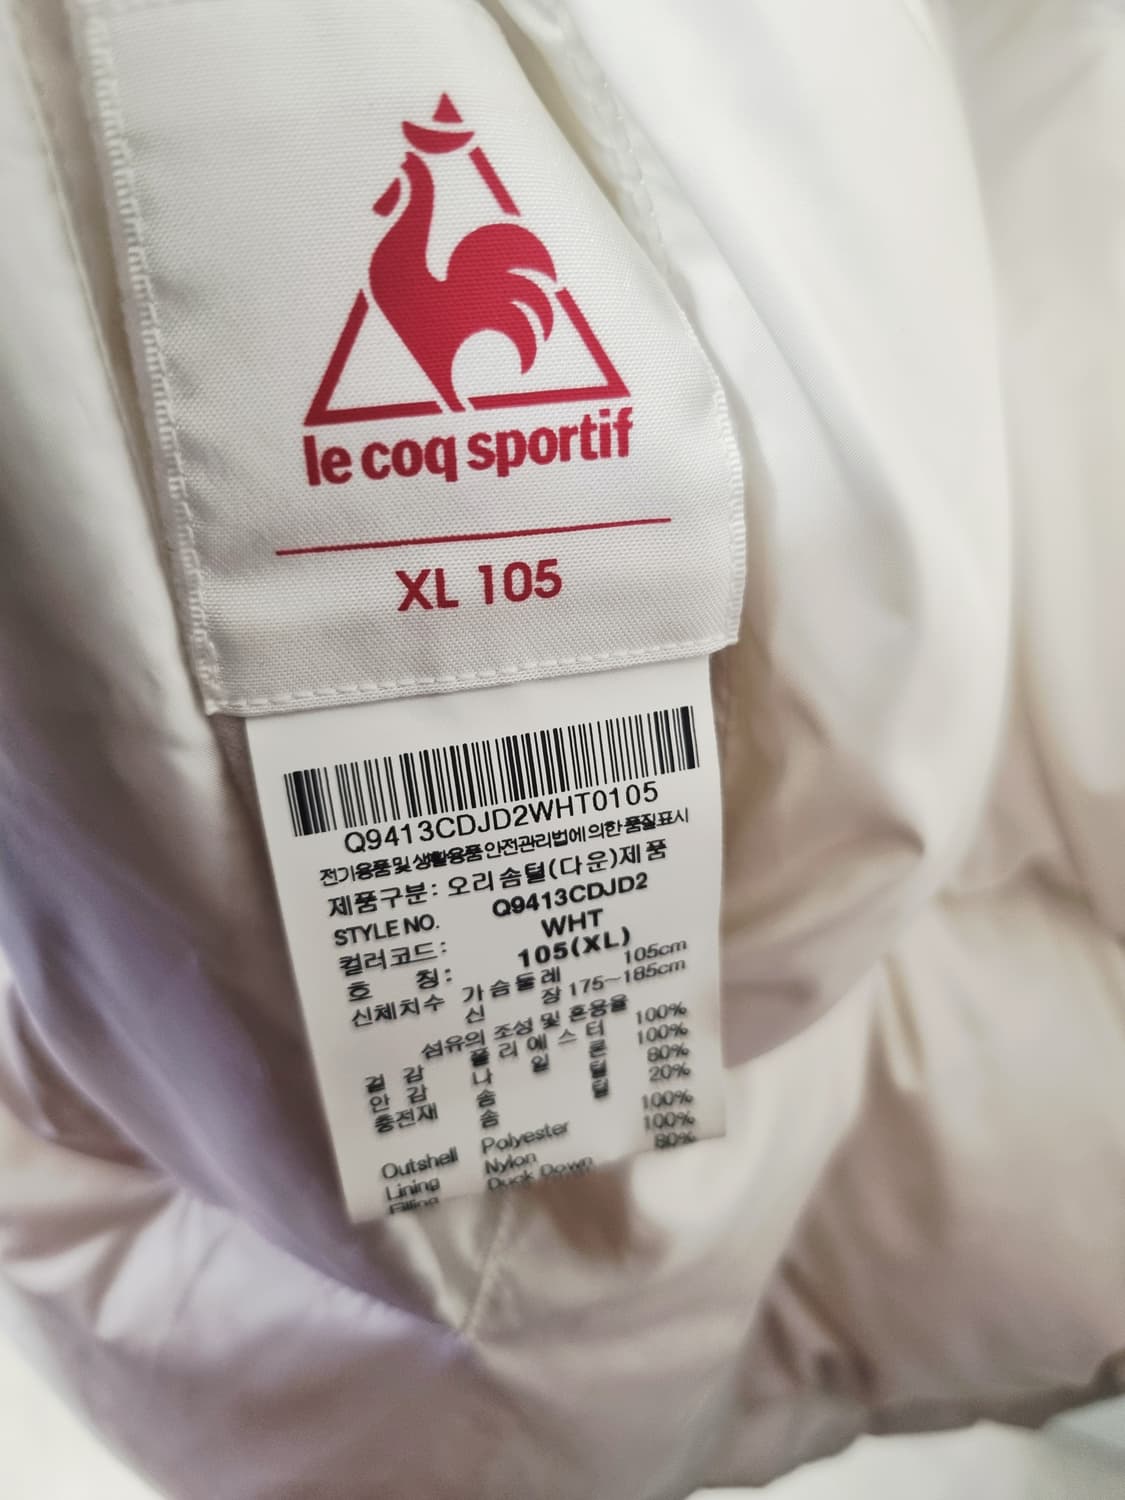 le coq sportif
XL 105
Q9413CDJD2WHT0105
전기용품 및 생활용품 안전관리법에 의한 품질표시
제품구분: 오리솜털(다운)제품
STYLE NO. Q9413CDJD2
컬러코드: WHT
호 칭: 105(XL)
신체치수 가슴둘레 105cm
신 장 175~185cm
섬유의 조성 및 혼용율
겉 감 폴 리 에 스 터 100%
안 감 나 일 론 100%
충전재 솜 털 80%
솜 털 20%
Outshell Polyester 100%
Lining Nylon 100%
Filling Duck Down 80%